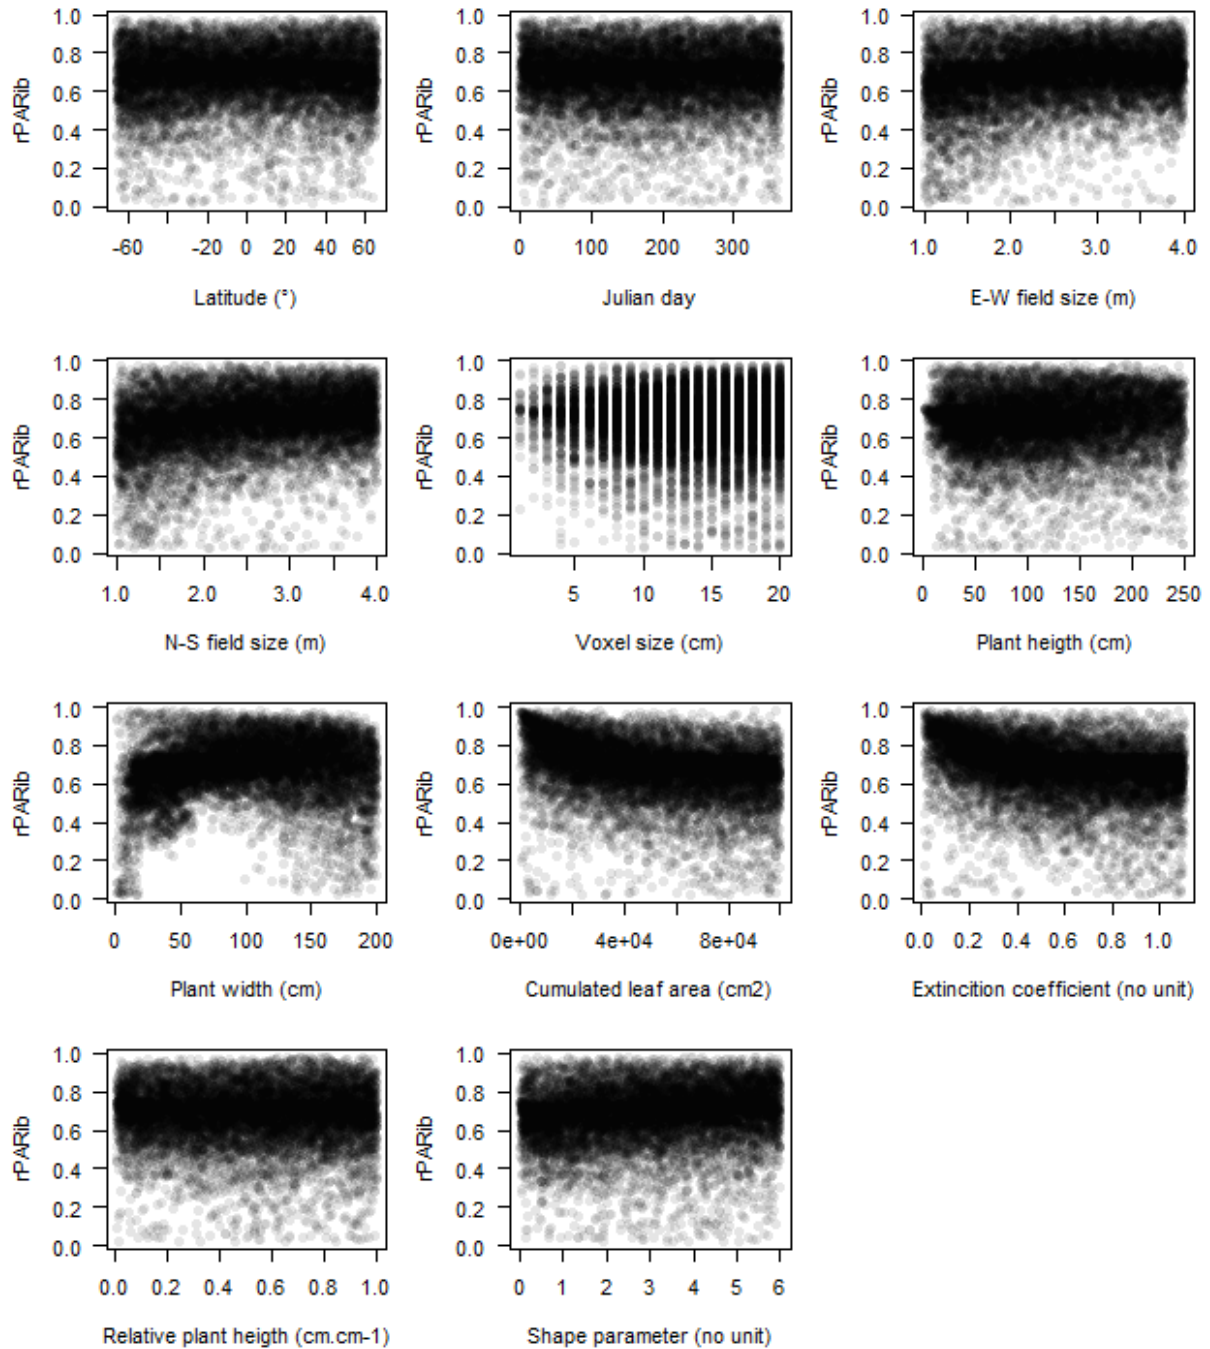 rPARib
1.0
0.8
0.6
0.4
0.2
0.0
-60 -20 0 20 40 60
Latitude (°)
rPARib
1.0
0.8
0.6
0.4
0.2
0.0
0 100 200 300
Julian day
rPARib
1.0
0.8
0.6
0.4
0.2
0.0
1.0 2.0 3.0 4.0
E-W field size (m)
rPARib
1.0
0.8
0.6
0.4
0.2
0.0
1.0 2.0 3.0 4.0
N-S field size (m)
rPARib
1.0
0.8
0.6
0.4
0.2
0.0
5 10 15 20
Voxel size (cm)
rPARib
1.0
0.8
0.6
0.4
0.2
0.0
0 50 100 150 200 250
Plant heigth (cm)
rPARib
1.0
0.8
0.6
0.4
0.2
0.0
0 50 100 150 200
Plant width (cm)
rPARib
1.0
0.8
0.6
0.4
0.2
0.0
0e+00 4e+04 8e+04
Cumulated leaf area (cm2)
rPARib
1.0
0.8
0.6
0.4
0.2
0.0
0.0 0.2 0.4 0.6 0.8 1.0
Extincition coefficient (no unit)
rPARib
1.0
0.8
0.6
0.4
0.2
0.0
0.0 0.2 0.4 0.6 0.8 1.0
Relative plant heigth (cm.cm-1)
rPARib
1.0
0.8
0.6
0.4
0.2
0.0
0 1 2 3 4 5 6
Shape parameter (no unit)